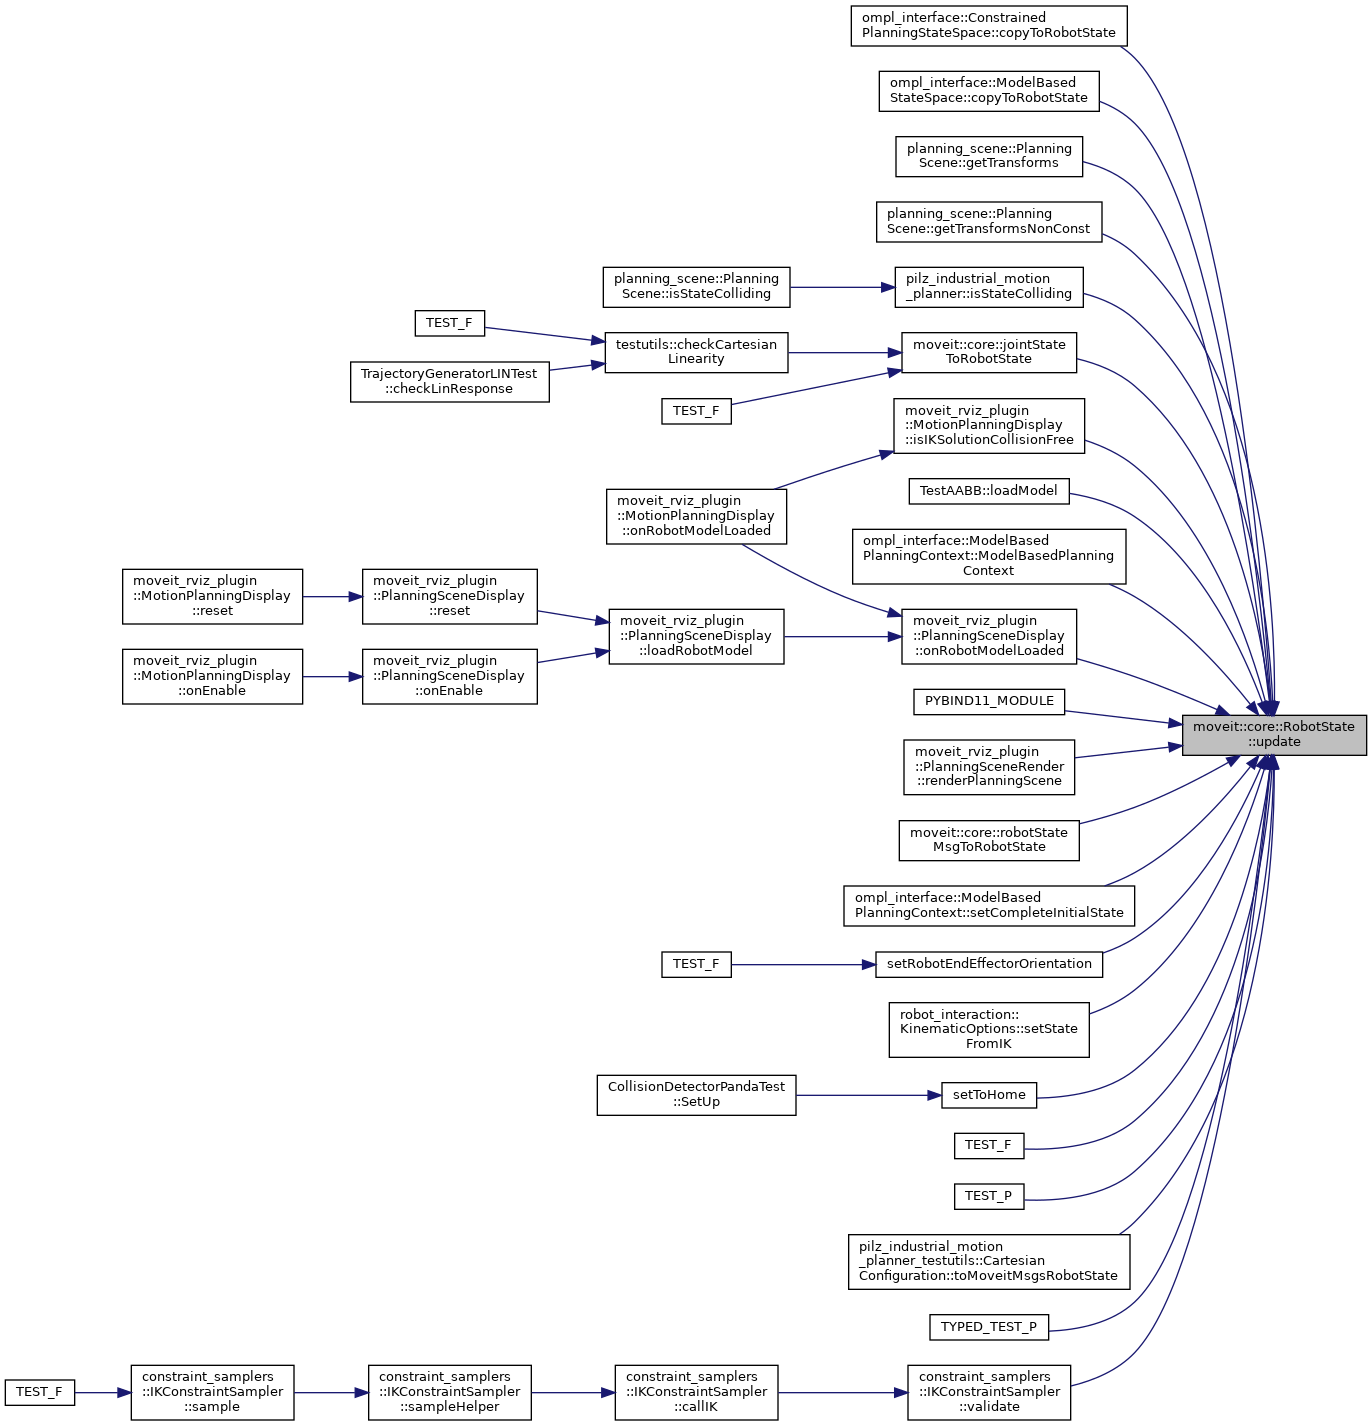 ompl_interface::Constrained
PlanningStateSpace::copyToRobotState
ompl_interface::ModelBased
StateSpace::copyToRobotState
planning_scene::Planning
Scene::getTransforms
planning_scene::Planning
Scene::getTransformsNonConst
planning_scene::Planning
Scene::isStateColliding
pilz_industrial_motion
_planner::isStateColliding
TEST_F
testutils::checkCartesian
Linearity
moveit::core::jointState
ToRobotState
TrajectoryGeneratorLINTest
::checkLinResponse
TEST_F
moveit_rviz_plugin
::MotionPlanningDisplay
::isIKSolutionCollisionFree
TestAABB::loadModel
moveit_rviz_plugin
::MotionPlanningDisplay
::onRobotModelLoaded
ompl_interface::ModelBased
PlanningContext::ModelBasedPlanning
Context
moveit_rviz_plugin
::MotionPlanningDisplay
::reset
moveit_rviz_plugin
::PlanningSceneDisplay
::reset
moveit_rviz_plugin
::PlanningSceneDisplay
::loadRobotModel
moveit_rviz_plugin
::PlanningSceneDisplay
::onRobotModelLoaded
moveit_rviz_plugin
::MotionPlanningDisplay
::onEnable
moveit_rviz_plugin
::PlanningSceneDisplay
::onEnable
PYBIND11_MODULE
moveit::core::RobotState
::update
moveit_rviz_plugin
::PlanningSceneRender
::renderPlanningScene
moveit::core::robotState
MsgToRobotState
ompl_interface::ModelBased
PlanningContext::setCompleteInitialState
TEST_F
setRobotEndEffectorOrientation
robot_interaction::
KinematicOptions::setState
FromIK
CollisionDetectorPandaTest
::SetUp
setToHome
TEST_F
TEST_P
pilz_industrial_motion
_planner_testutils::Cartesian
Configuration::toMoveitMsgsRobotState
TYPED_TEST_P
TEST_F
constraint_samplers
::IKConstraintSampler
::sample
constraint_samplers
::IKConstraintSampler
::sampleHelper
constraint_samplers
::IKConstraintSampler
::callIK
constraint_samplers
::IKConstraintSampler
::validate